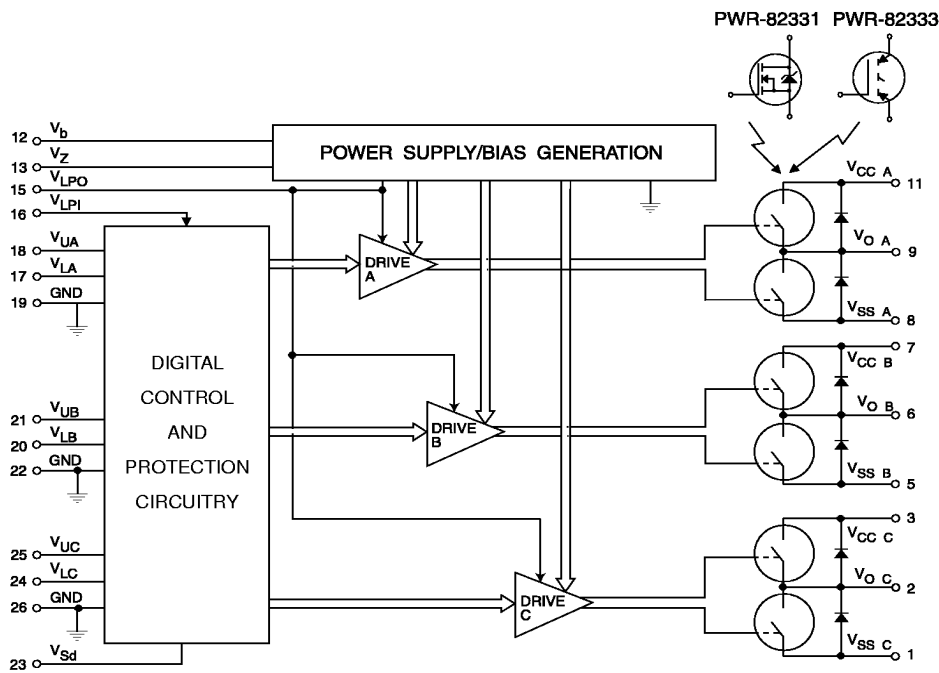 PWR-82331 PWR-82333
12 Vb
POWER SUPPLY/BIAS GENERATION
13 VZ
15 VLPO
16 VLPI
VCC A
11
18 VUA
17 VLA
19 GND
DRIVE
A
VO A
9
VSS A
8
DIGITAL
CONTROL
AND
PROTECTION
CIRCUITRY
7
VCC B
21 VUB
20 VLB
22 GND
DRIVE
B
VO B
6
VSS B
5
3
VCC C
25 VUC
24 VLC
26 GND
DRIVE
C
VO C
2
VSS C
1
23 VSd